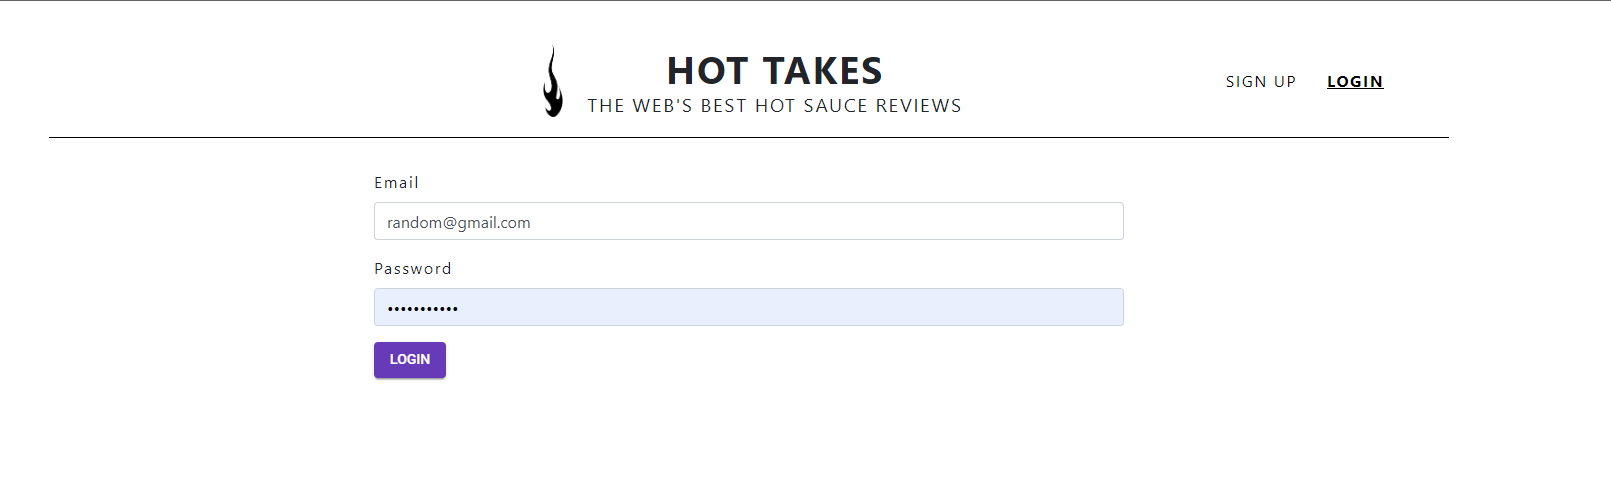 HOT TAKES
THE WEB'S BEST HOT SAUCE REVIEWS
SIGN UP LOGIN
Email
random@gmail.com
Password
•••••••••••
LOGIN